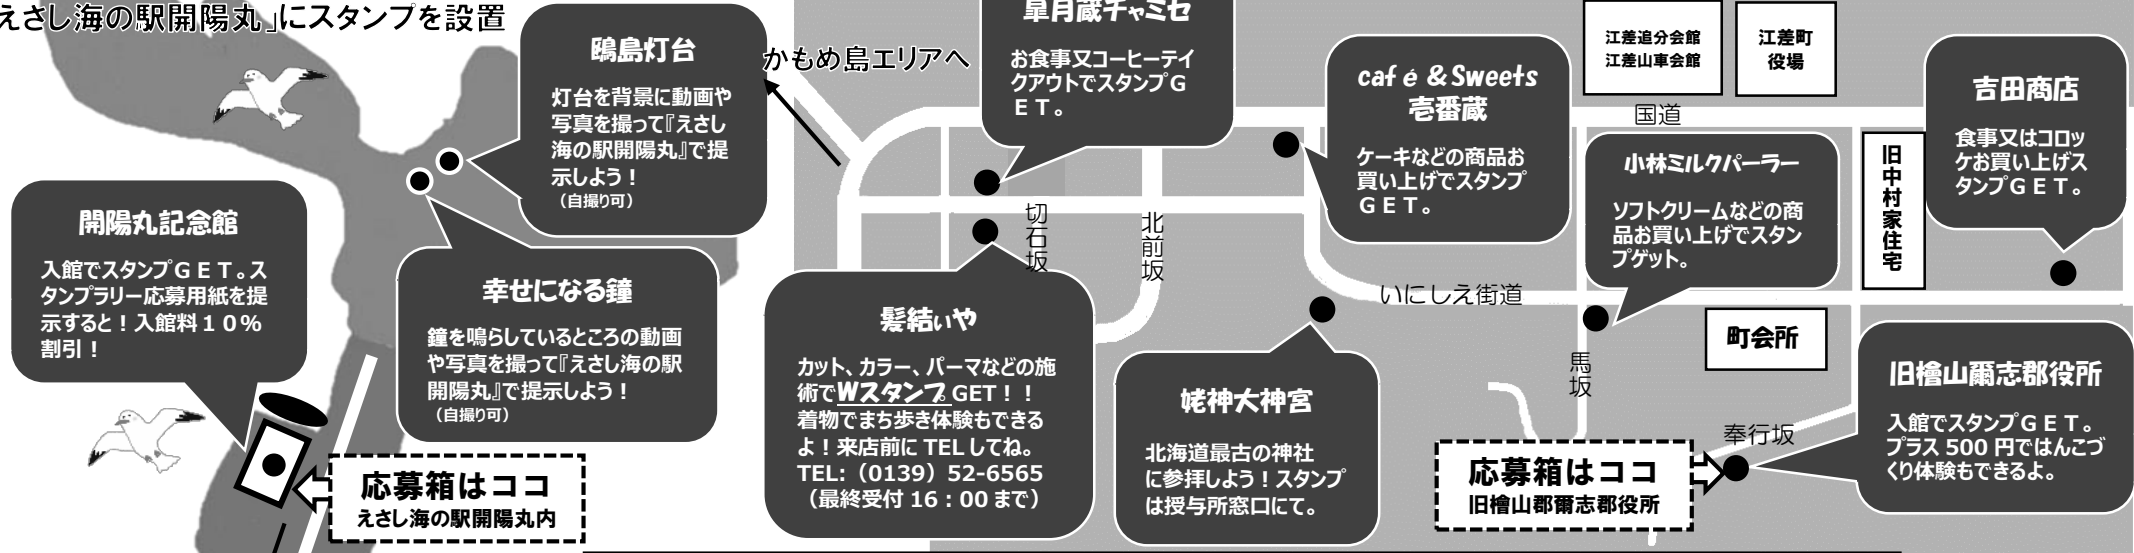 えさし海の駅開陽丸」にスタンプを設置
鴎島灯台
灯台を背景に動画や
写真を撮って『えさし
海の駅開陽丸』で提
示しよう！
（自撮り可）
かもめ島エリアへ
開陽丸記念館
入館でスタンプＧＥＴ。ス
タンプラリー応募用紙を提
示すると！入館料１０％
割引！
幸せになる鐘
鐘を鳴らしているところの動画
や写真を撮って『えさし海の駅
開陽丸』で提示しよう！
（自撮り可）
応募箱はココ
えさし海の駅開陽丸内
皐月蔵チャミセ
お食事又コーヒーテイ
クアウトでスタンプＧ
ＥＴ。
切石坂
北前坂
髪結いや
カット、カラー、パーマなどの施
術でWスタンプ GET！！
着物でまち歩き体験もできる
よ！来店前に TEL してね。
TEL:（0139）52-6565
（最終受付 16：00 まで）
café＆Sweets
壱番蔵
ケーキなどの商品お
買い上げでスタンプ
ＧＥＴ。
姥神大神宮
北海道最古の神社
に参拝しよう！スタンプ
は授与所窓口にて。
いにしえ街道
江差追分会館
江差山車会館
江差町
役場
国道
小林ミルクパーラー
ソフトクリームなどの商
品お買い上げでスタン
プゲット。
旧中村家住宅
吉田商店
食事又はコロッ
ケお買い上げス
タンプＧＥＴ。
町会所
馬坂
奉行坂
応募箱はココ
旧檜山郡爾志郡役所
旧檜山爾志郡役所
入館でスタンプＧＥＴ。
プラス 500 円ではんこづ
くり体験もできるよ。